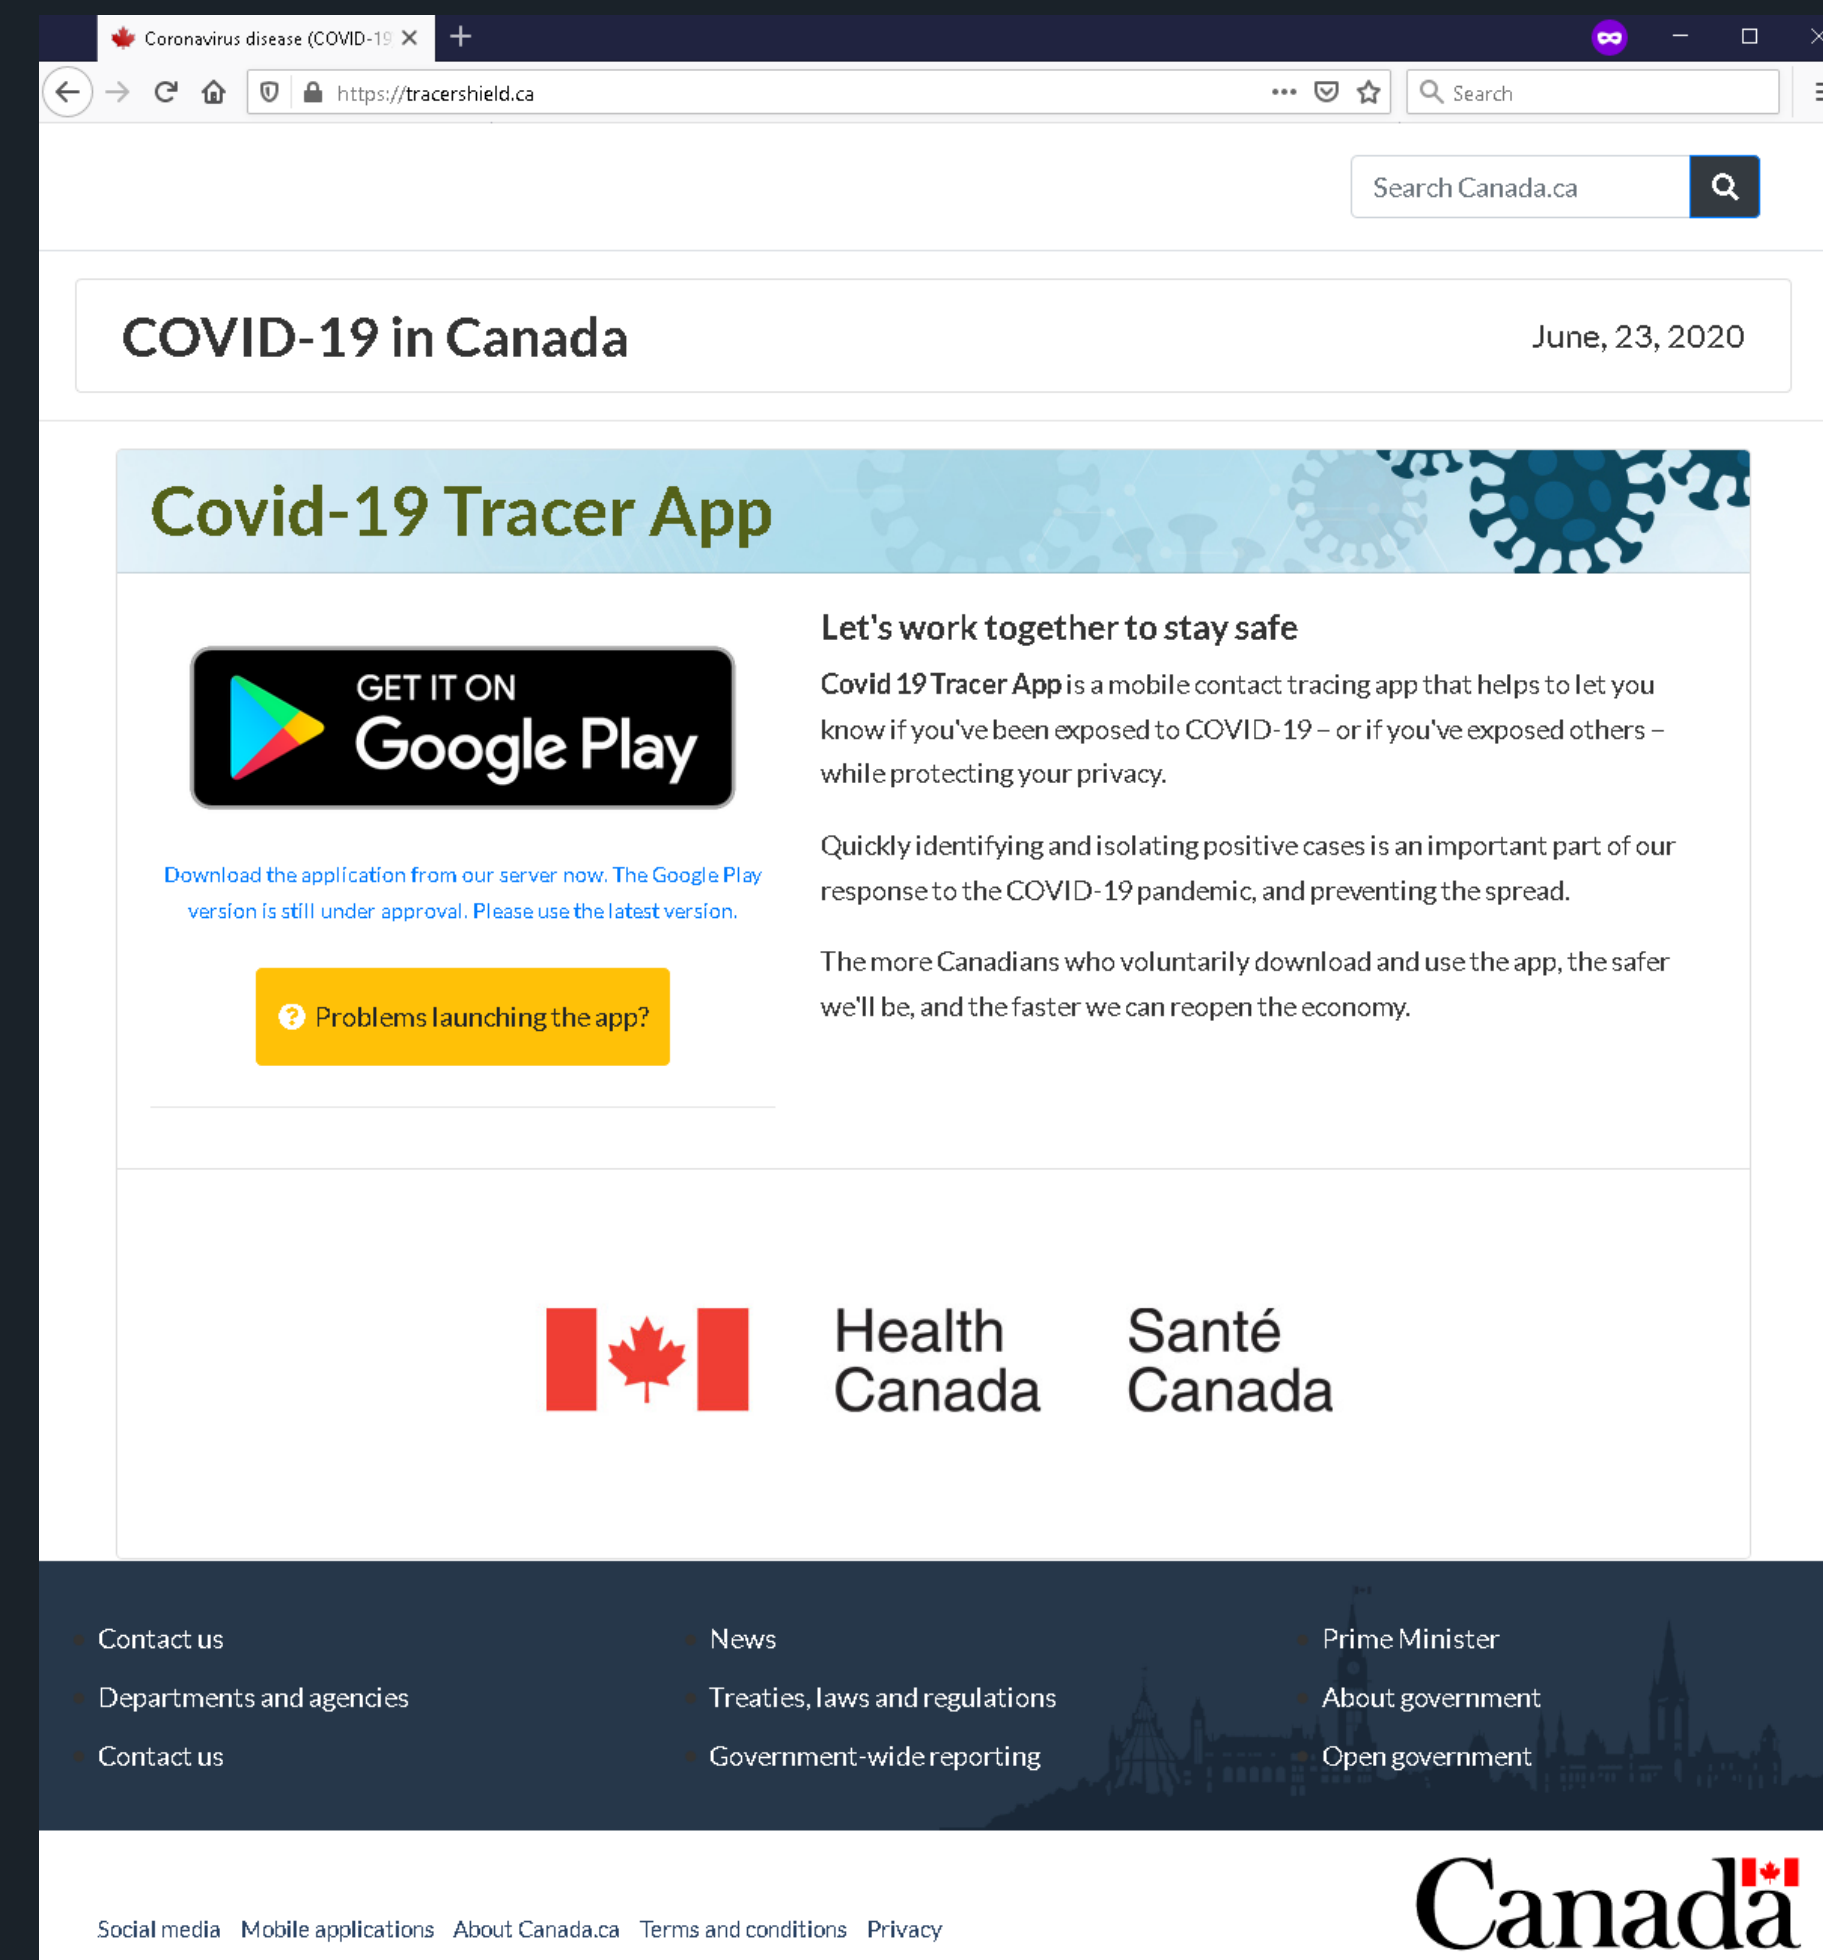 Coronavirus disease (COVID-19
https://tracershield.ca
Search
Search Canada.ca
COVID-19 in Canada
June, 23, 2020
Covid-19 Tracer App
GET IT ON
Google Play
Download the application from our server now. The Google Play
version is still under approval. Please use the latest version.
Problems launching the app?
Let's work together to stay safe
Covid 19 Tracer App is a mobile contact tracing app that helps to let you
know if you've been exposed to COVID-19 – or if you've exposed others –
while protecting your privacy.
Quickly identifying and isolating positive cases is an important part of our
response to the COVID-19 pandemic, and preventing the spread.
The more Canadians who voluntarily download and use the app, the safer
we'll be, and the faster we can reopen the economy.
Health
Canada
Santé
Canada
Contact us
Departments and agencies
Contact us
News
Treaties, laws and regulations
Government-wide reporting
Prime Minister
About government
Open government
Social media Mobile applications About Canada.ca Terms and conditions Privacy
Canada